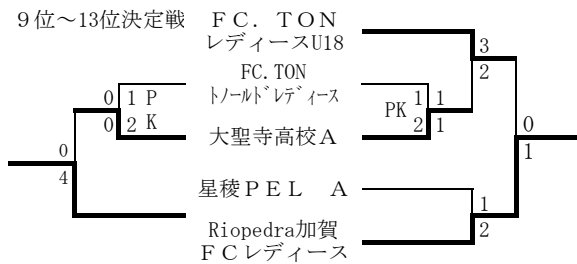 ９位～13位決定戦
ＦＣ．ＴＯＮ
レディースU18
3
2
FC.TON
ﾄﾉｰﾙﾄﾞﾚﾃﾞｨｰｽ
0 1 P
0 2 K
PK 1 1
2 1
大聖寺高校Ａ
0
4
0
1
星稜ＰＥＬ　Ａ
1
2
Riopedra加賀
ＦＣレディース